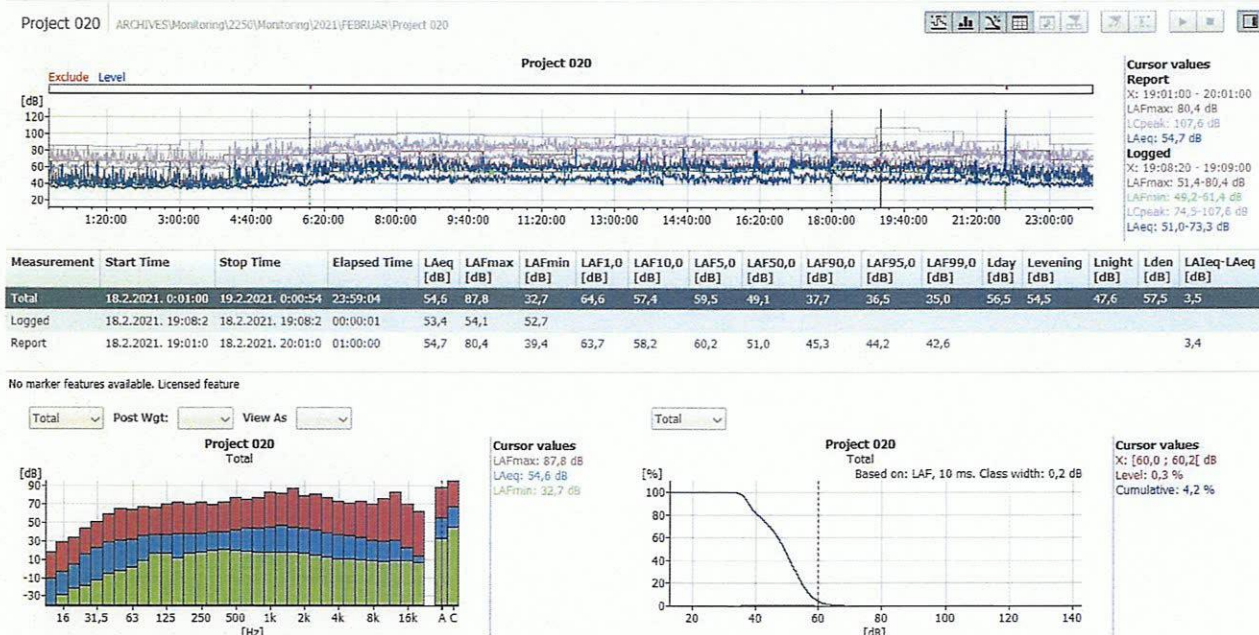 Project 020 ARCHIVES\Monitoring\2250\Monitoring\2021\FEBRUAR\Project 020
Project 020
Exclude Level
[dB]
120
100
80
60
40
20
1:20:00 3:00:00 4:40:00 6:20:00 8:00:00 9:40:00 11:20:00 13:00:00 14:40:00 16:20:00 18:00:00 19:40:00 21:20:00 23:00:00
Cursor values
Report
X: 19:01:00 - 20:01:00
LAFmax: 80,4 dB
LCpeak: 107,6 dB
LAeq: 54,7 dB
Logged
X: 19:08:20 - 19:09:00
LAFmax: 51,4-80,4 dB
LAFmin: 49,2-61,4 dB
LCpeak: 74,5-107,6 dB
LAeq: 51,0-73,3 dB
Measurement Start Time Stop Time Elapsed Time LAeq [dB] LAFmax [dB] LAFmin [dB] LAF1,0 [dB] LAF10,0 [dB] LAF5,0 [dB] LAF50,0 [dB] LAF90,0 [dB] LAF95,0 [dB] LAF99,0 [dB] Lday [dB] Levening [dB] Lnight [dB] Lden [dB] LAIeq-LAeq [dB]
Total 18.2.2021. 0:01:00 19.2.2021. 0:00:54 23:59:04 54,6 87,8 32,7 64,6 57,4 59,5 49,1 37,7 36,5 35,0 56,5 54,5 47,6 57,5 3,5
Logged 18.2.2021. 19:08:2 18.2.2021. 19:08:2 00:00:01 53,4 54,1 52,7
Report 18.2.2021. 19:01:0 18.2.2021. 20:01:0 01:00:00 54,7 80,4 39,4 63,7 58,2 60,2 51,0 45,3 44,2 42,6 3,4
No marker features available. Licensed feature
Total Post Wgt: View As
Project 020
Total
[dB]
90
70
50
30
10
-10
-30
16 31,5 63 125 250 500 1k 2k 4k 8k 16k A C
[Hz]
Cursor values
LAFmax: 87,8 dB
LAeq: 54,6 dB
LAFmin: 32,7 dB
Total
Project 020
Total
Based on: LAF, 10 ms. Class width: 0,2 dB
[%]
100
80
60
40
20
0
20 40 60 80 100 120 140
[dB]
Cursor values
X: [60,0 ; 60,2[ dB
Level: 0,3 %
Cumulative: 4,2 %